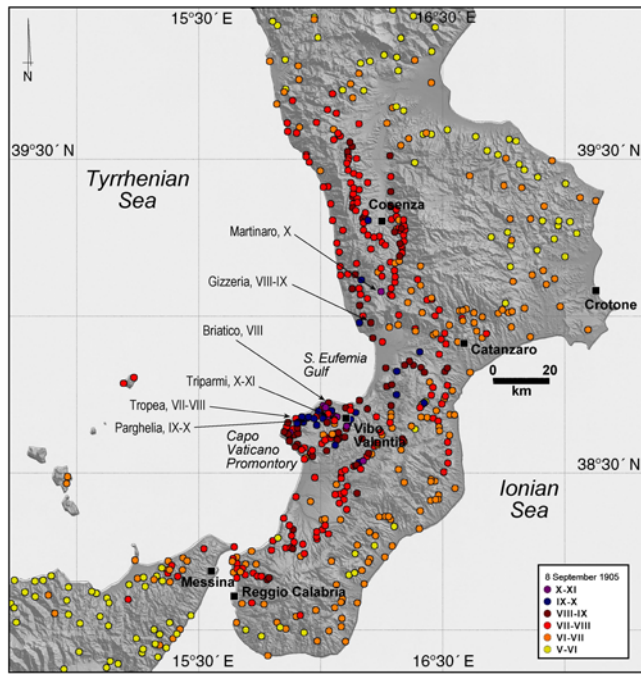 15°30´ E
16°30´ E
N
39°30´ N
39°30´ N
Tyrrhenian
Sea
Cosenza
Martinaro, X
Gizzeria, VIII-IX
Crotone
Briatico, VIII
S. Eufemia
Gulf
Catanzaro
0
20
km
Triparmi, X-XI
Tropea, VII-VIII
Parghelia, IX-X
Vibo
Valentia
Capo
Vaticano
Promontory
38°30´ N
38°30´ N
Ionian
Sea
Messina
Reggio Calabria
8 September 1905
X-XI
IX-X
VIII-IX
VII-VIII
VI-VII
V-VI
15°30´ E
16°30´ E